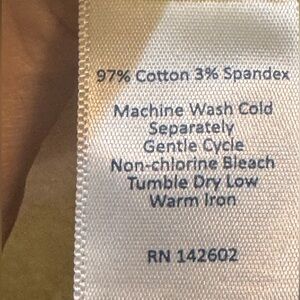 97% Cotton 3% Spandex
Machine Wash Cold
Separately
Gentle Cycle
Non-chlorine Bleach
Tumble Dry Low
Warm Iron
RN 142602